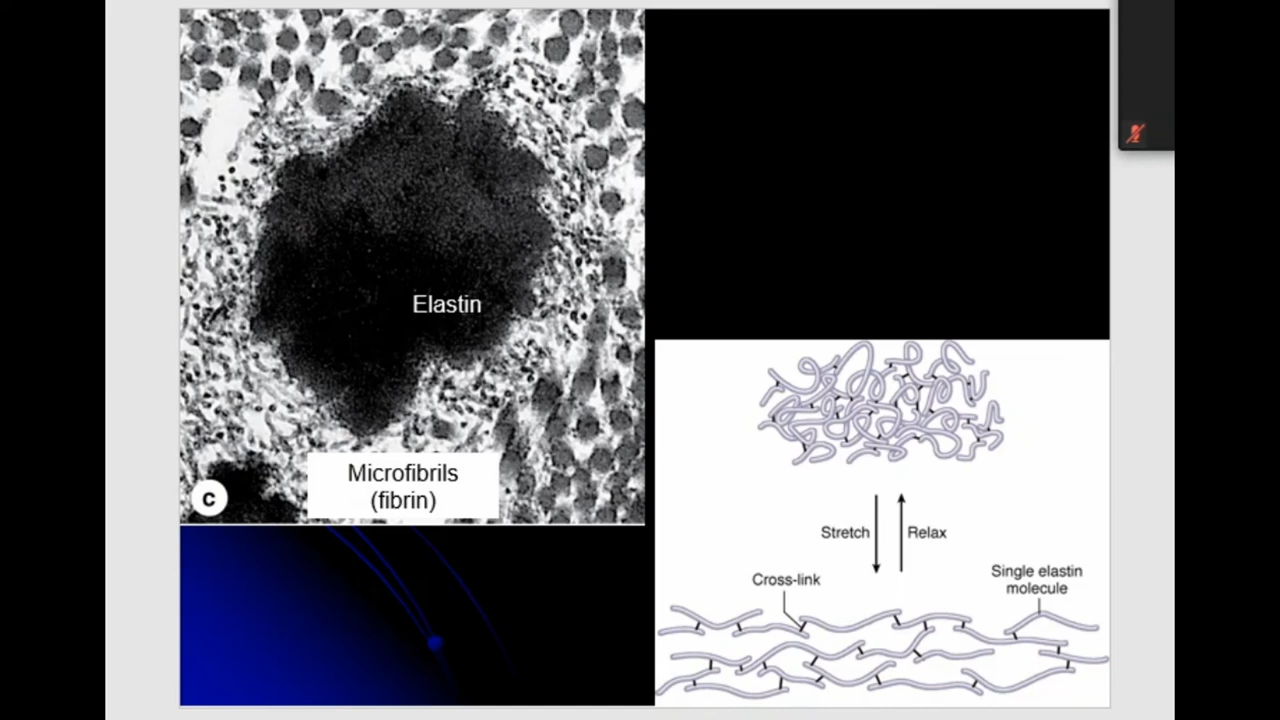 Elastin
Microfibrils
(fibrin)
c
Stretch
Relax
Cross-link
Single elastin
molecule